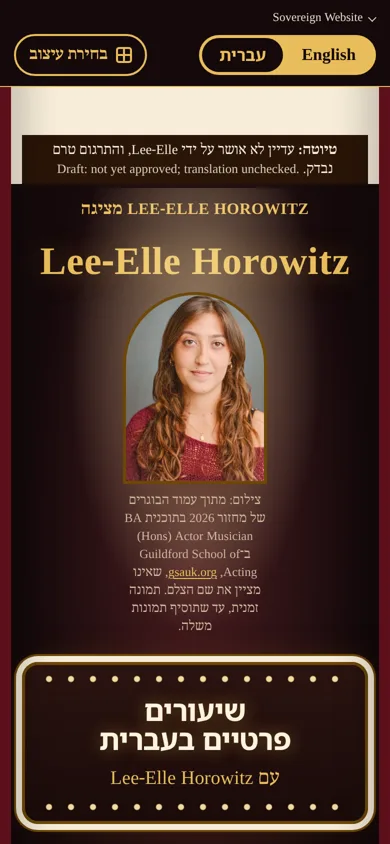 Sovereign Website
בחירת עיצוב
עברית
English
טיוטה: עדיין לא אושר על ידי Lee-Elle, והתרגום טרם
נבדק. Draft: not yet approved; translation unchecked.
LEE-ELLE HOROWITZ מציגה
Lee-Elle Horowitz
צילום: מתוך עמוד הבוגרים
של מחזור 2026 בתוכנית BA
(Hons) Actor Musician
ב־Guildford School of
Acting, gsauk.org, שאינו
מציין את שם הצלם. תמונה
זמנית, עד שתוסיף תמונות
משלה.
שיעורים
פרטיים בעברית
עם Lee-Elle Horowitz